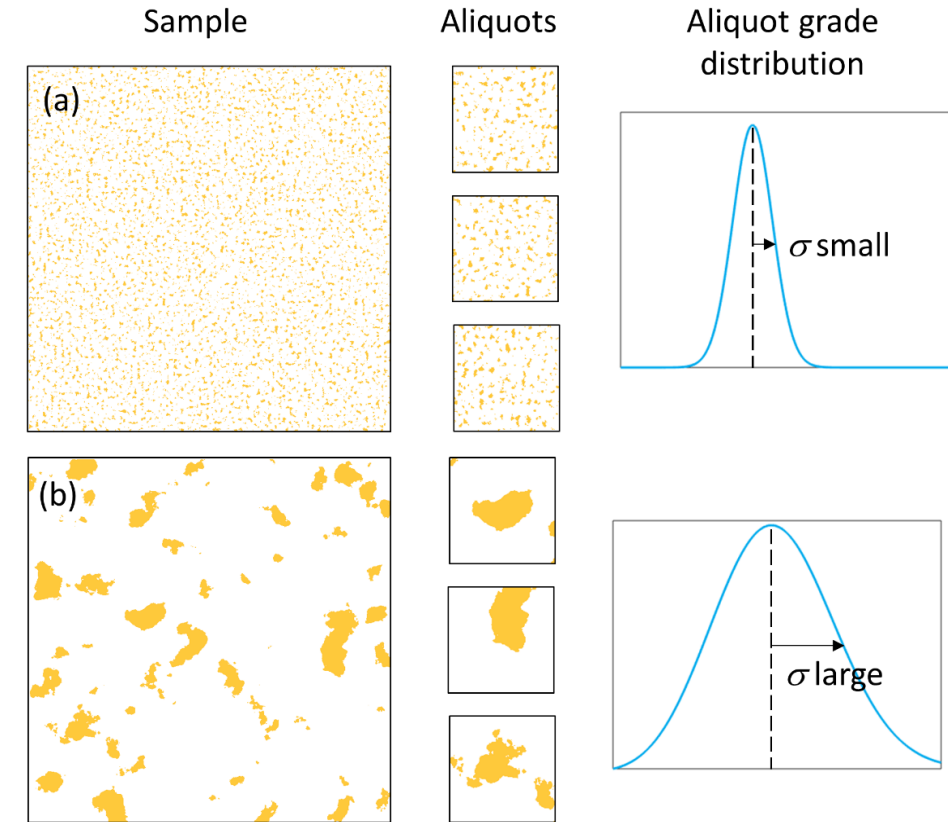 Sample
Aliquots
Aliquot grade
distribution
(a)
σ small
(b)
σ large